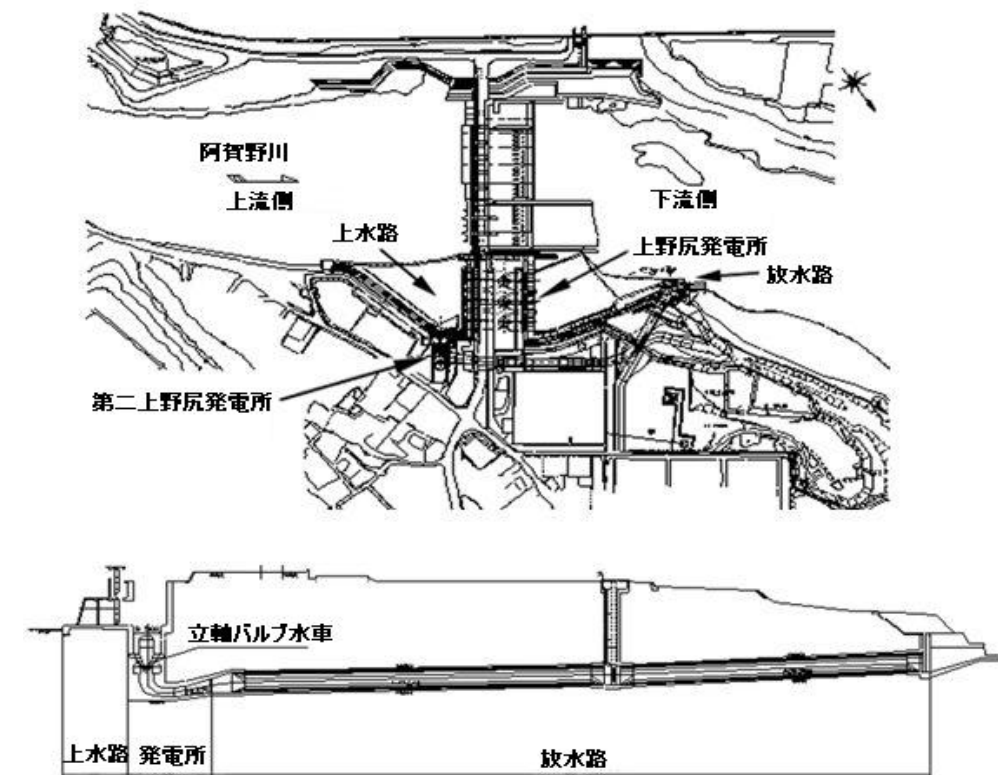 阿賀野川
上流側
下流側
上水路
上野尻発電所
放水路
第二上野尻発電所
立軸バルブ水車
上水路
発電所
放水路